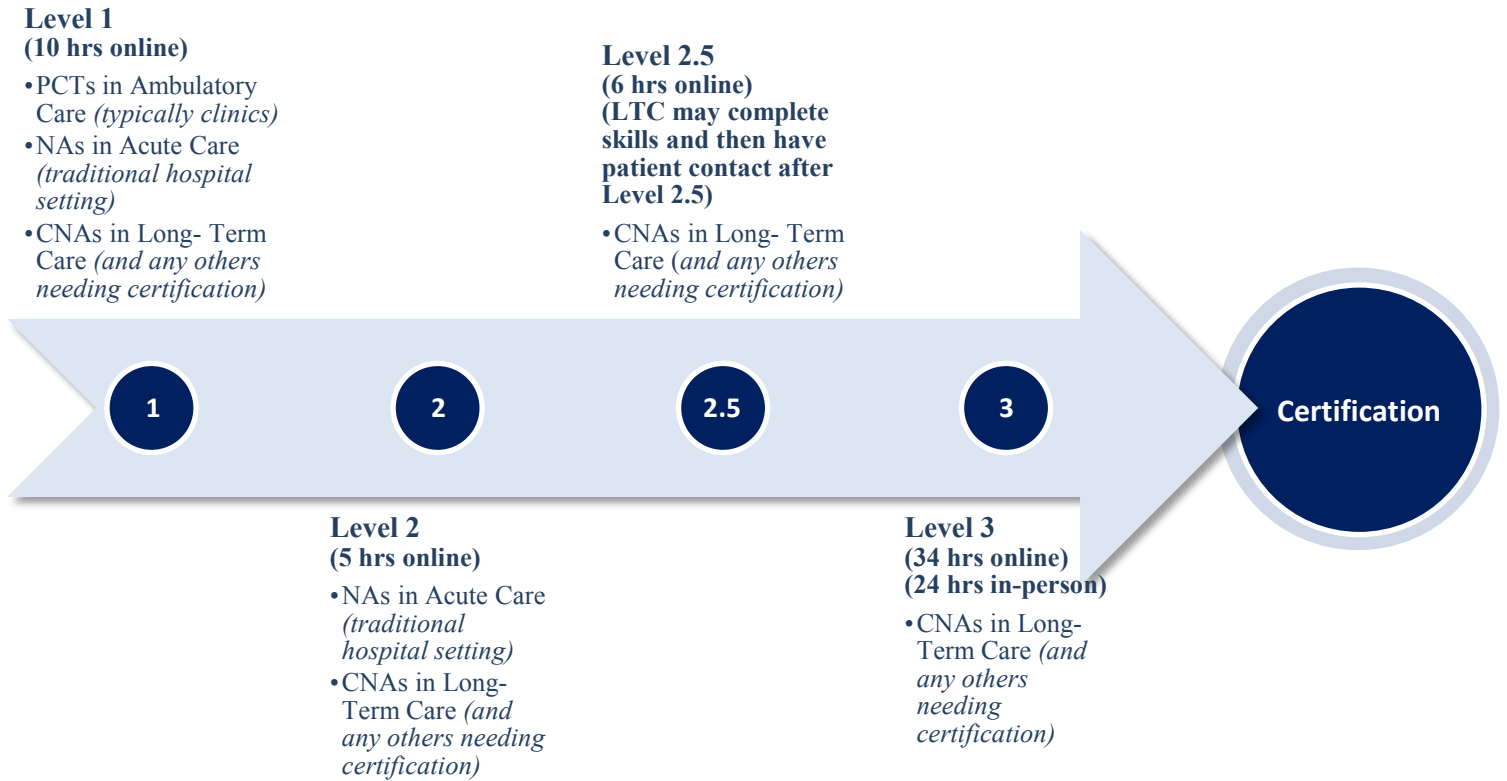 Level 1
(10 hrs online)
•PCTs in Ambulatory
Care (typically clinics)
•NAs in Acute Care
(traditional hospital
setting)
•CNAs in Long- Term
Care (and any others
needing certification)
Level 2.5
(6 hrs online)
(LTC may complete
skills and then have
patient contact after
Level 2.5)
•CNAs in Long- Term
Care (and any others
needing certification)
1
2
2.5
3
Certification
Level 2
(5 hrs online)
•NAs in Acute Care
(traditional
hospital setting)
•CNAs in Long-
Term Care (and
any others needing
certification)
Level 3
(34 hrs online)
(24 hrs in-person)
•CNAs in Long-
Term Care (and
any others
needing
certification)